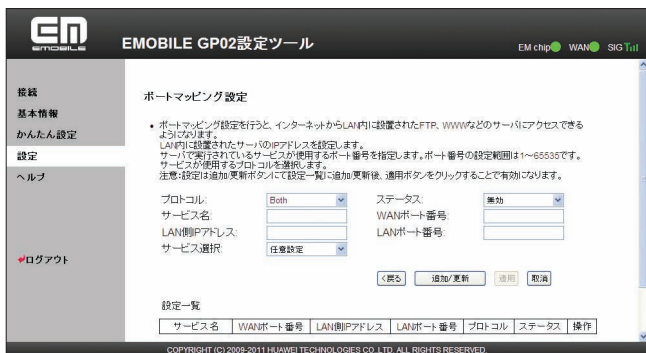 EM
EMOBILE
EMOBILE GP02設定ツール
EM chip WAN SIG
接続
基本情報
かんたん設定
設定
ヘルプ
ログアウト
ポートマッピング設定
• ポートマッピング設定を行うと、インターネットからLAN内に設置されたFTP、WWWなどのサーバにアクセスできる
ようになります。
LAN内に設置されたサーバのIPアドレスを設定します。
サーバで実行されているサービスが使用するポート番号を指定します。ポート番号の設定範囲は1～65535です。
サービスが使用するプロトコルを選択します。
注意：設定は追加/更新ボタンにて設定一覧に追加/更新後、適用ボタンをクリックすることで有効になります。
プロトコル: Both ステータス: 無効
サービス名: WANポート番号:
LAN側IPアドレス: LANポート番号:
サービス選択: 任意設定
<戻る 追加/更新 適用 取消
設定一覧
サービス名 WANポート番号 LAN側IPアドレス LANポート番号 プロトコル ステータス 操作
COPYRIGHT (C) 2009-2011 HUAWEI TECHNOLOGIES CO.,LTD. ALL RIGHTS RESERVED.